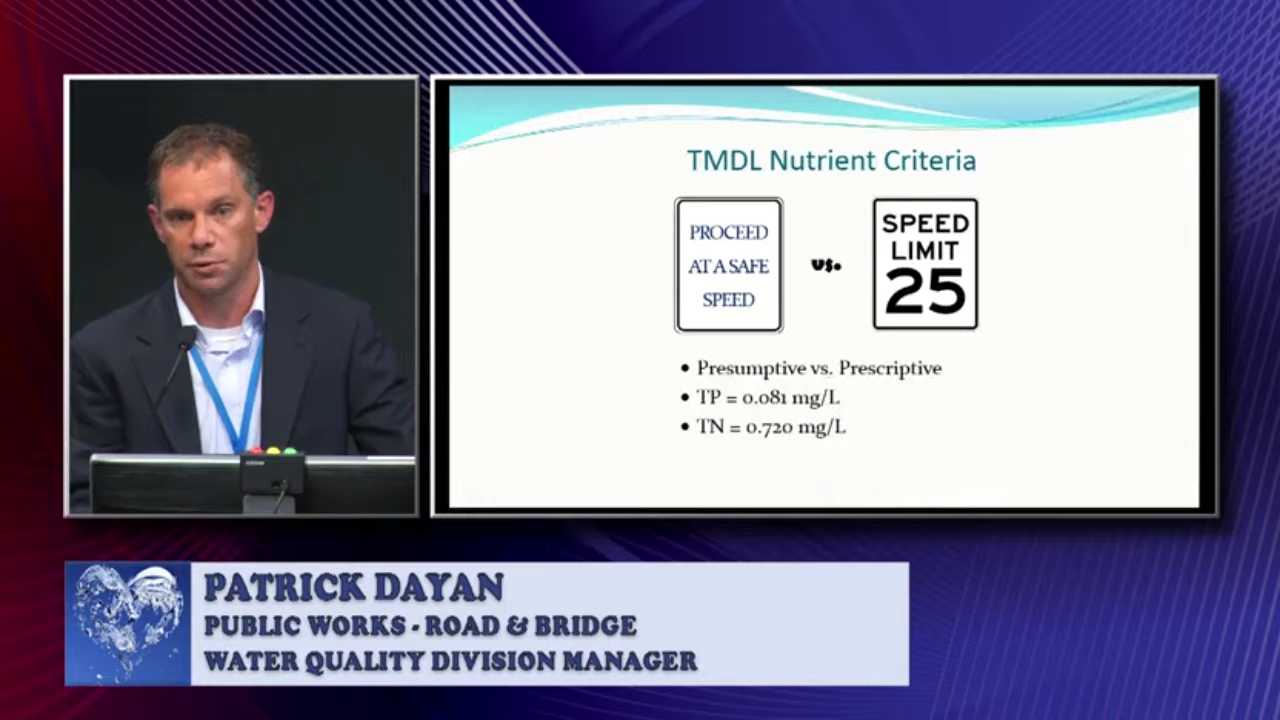 TMDL Nutrient Criteria
PROCEED
AT A SAFE
SPEED
vs.
SPEED
LIMIT
25
• Presumptive vs. Prescriptive
• TP = 0.081 mg/L
• TN = 0.720 mg/L
PATRICK DAYAN
PUBLIC WORKS - ROAD & BRIDGE
WATER QUALITY DIVISION MANAGER